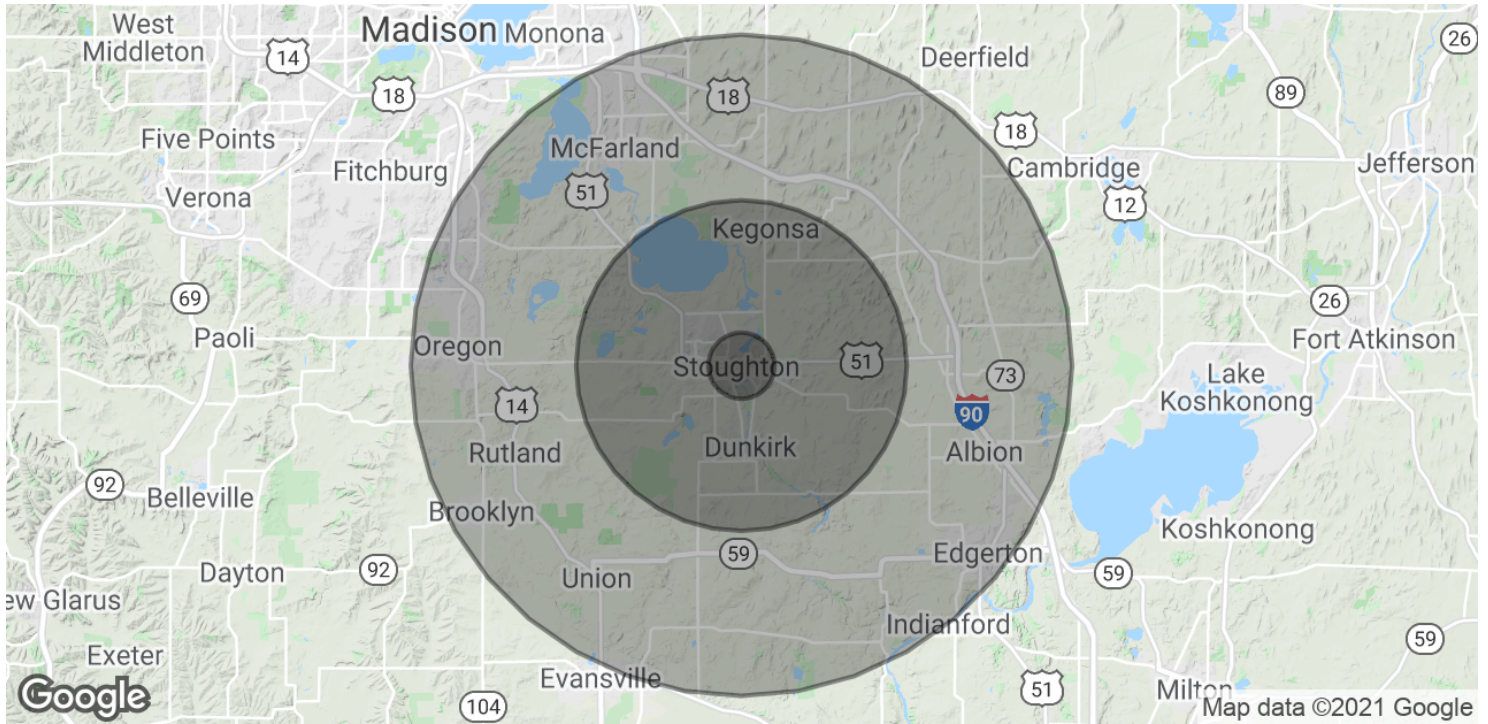 West
Middleton
Madison
Monona
Deerfield
26
14
18
18
89
Five Points
McFarland
18
Fitchburg
Cambridge
Jefferson
Verona
51
12
Kegonsa
69
26
Paoli
Oregon
Stoughton
51
73
Fort Atkinson
Lake
Koshkonong
14
90
Rutland
Dunkirk
Albion
92
Belleville
Brooklyn
Koshkonong
59
Edgerton
59
Dayton
92
Union
ew Glarus
Indianford
59
Exeter
Evansville
51
Milton
Google
104
Map data ©2021 Google